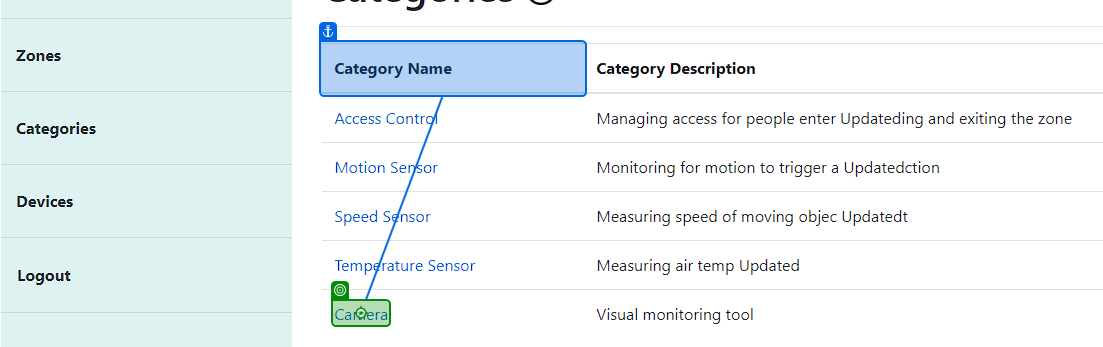 Categories
Zones
Category Name Category Description
Access Control Managing access for people enter Updateding and exiting the zone
Categories
Motion Sensor Monitoring for motion to trigger a Updatedction
Devices
Speed Sensor Measuring speed of moving objec Updatedt
Temperature Sensor Measuring air temp Updated
Logout
Camera Visual monitoring tool